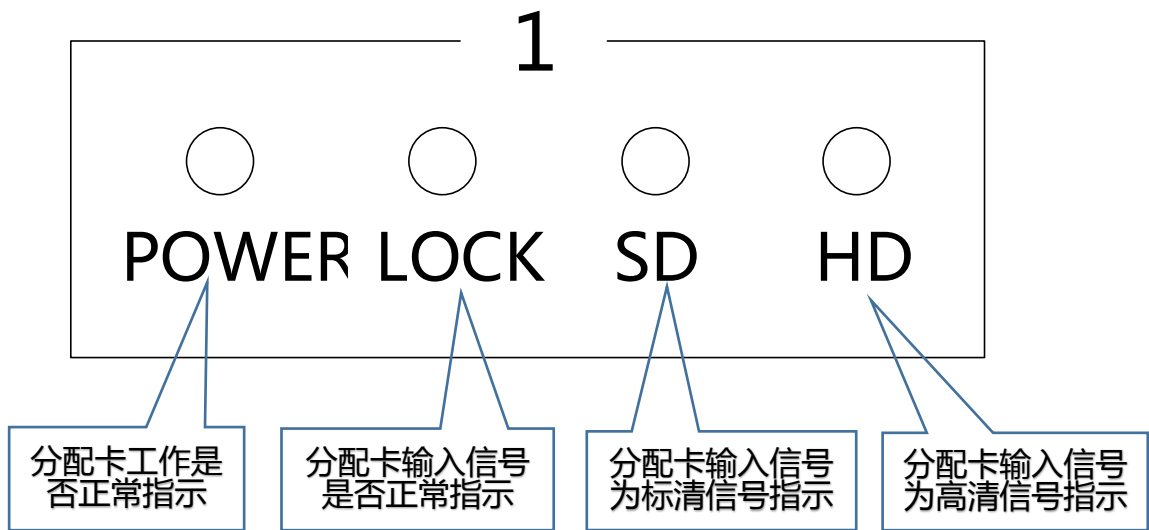 1
POWER LOCK SD HD
分配卡工作是
否正常指示
分配卡输入信号
是否正常指示
分配卡输入信号
为标清信号指示
分配卡输入信号
为高清信号指示